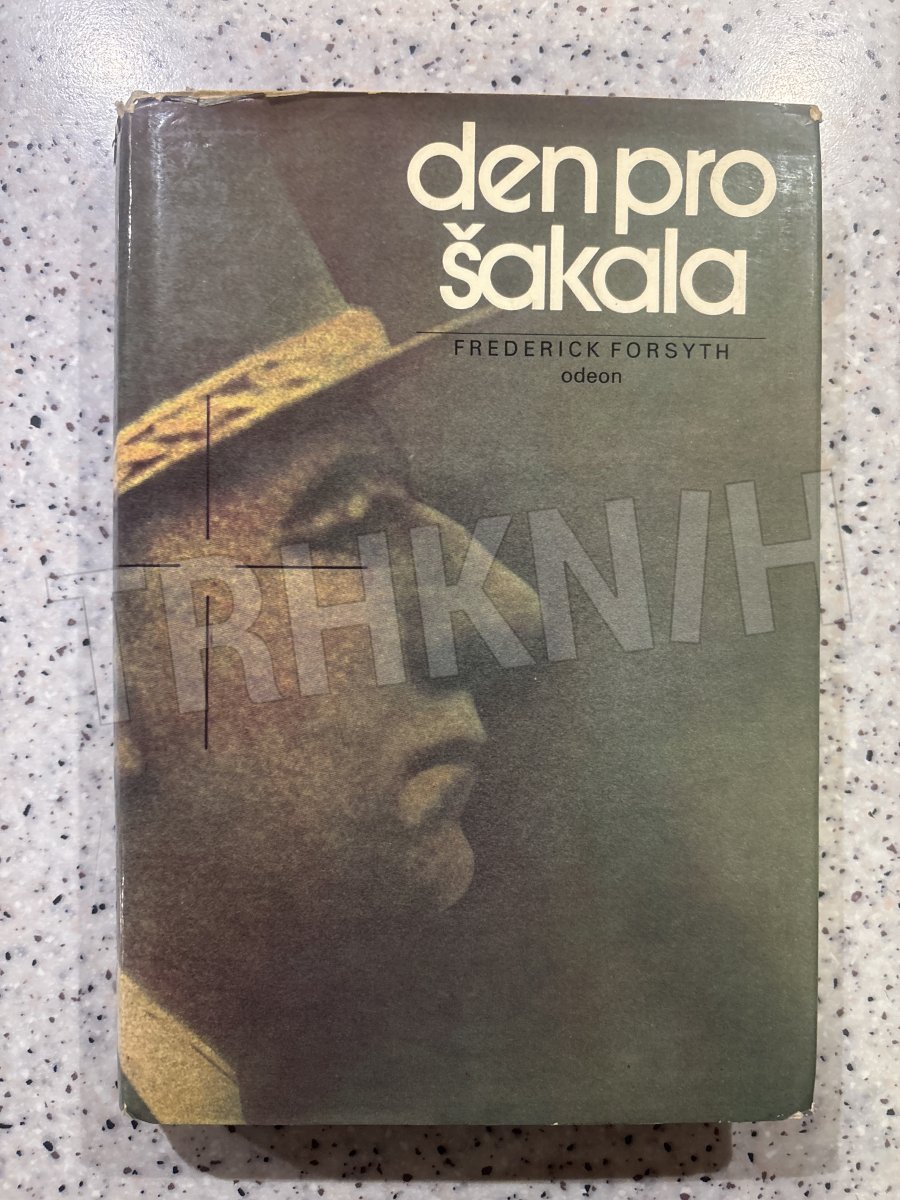 den pro
šakala
FREDERICK FORSYTH
odeon
TRHKNIH